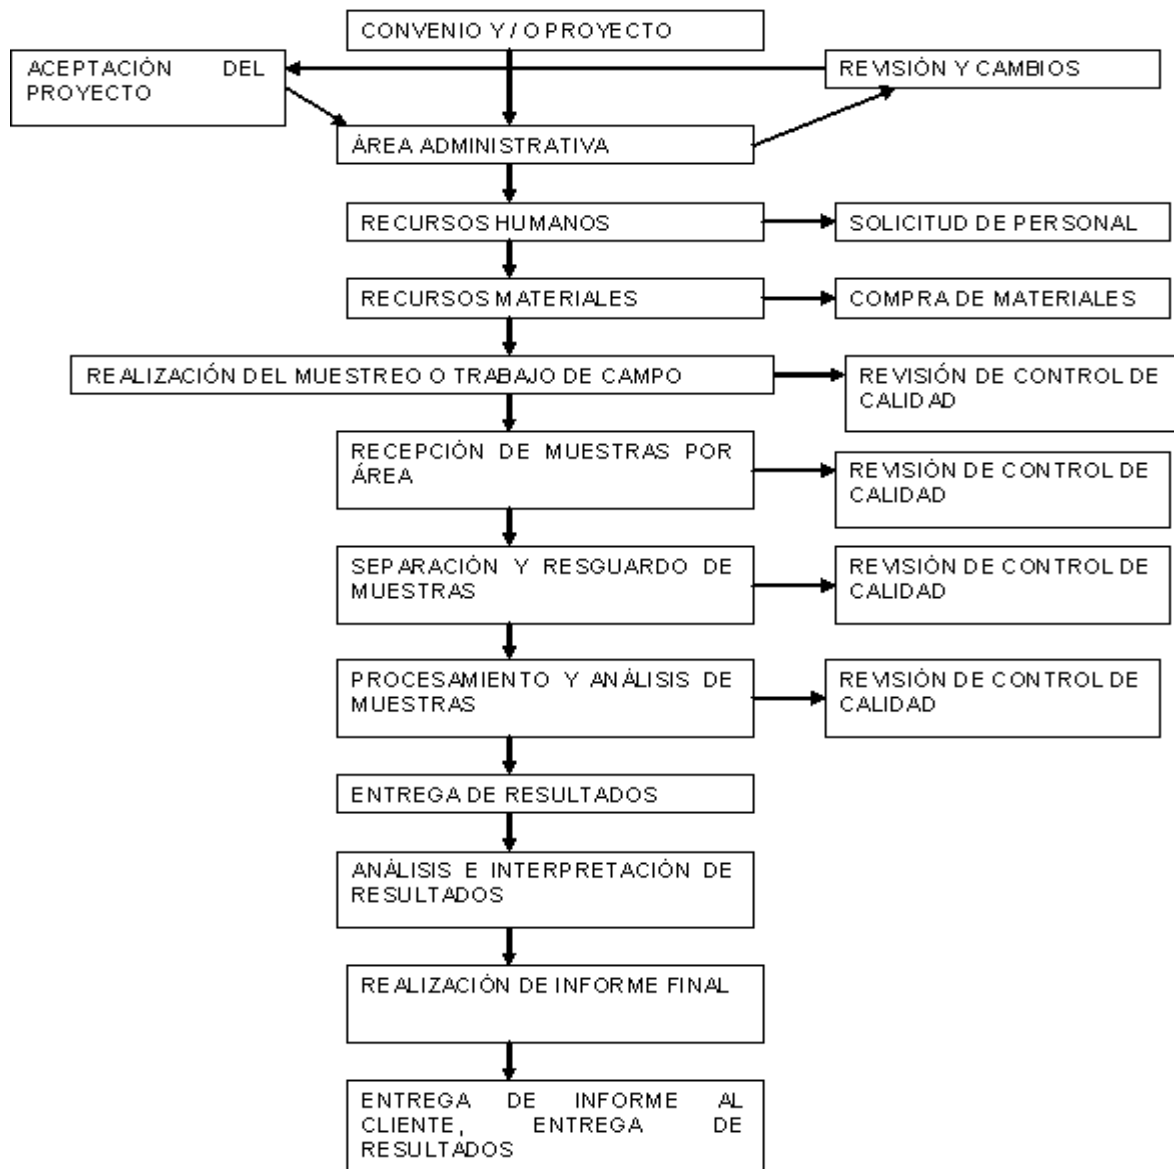 CONVENIO Y / O PROYECTO
ACEPTACIÓN DEL
PROYECTO
REVISIÓN Y CAMBIOS
ÁREA ADMINISTRATIVA
RECURSOS HUMANOS
SOLICITUD DE PERSONAL
RECURSOS MATERIALES
COMPRA DE MATERIALES
REALIZACIÓN DEL MUESTREO O TRABAJO DE CAMPO
REVISIÓN DE CONTROL DE
CALIDAD
RECEPCIÓN DE MUESTRAS POR
ÁREA
REVISIÓN DE CONTROL DE
CALIDAD
SEPARACIÓN Y RESGUARDO DE
MUESTRAS
REVISIÓN DE CONTROL DE
CALIDAD
PROCESAMIENTO Y ANÁLISIS DE
MUESTRAS
REVISIÓN DE CONTROL DE
CALIDAD
ENTREGA DE RESULTADOS
ANÁLISIS E INTERPRETACIÓN DE
RESULTADOS
REALIZACIÓN DE INFORME FINAL
ENTREGA DE INFORME AL
CLIENTE, ENTREGA DE
RESULTADOS